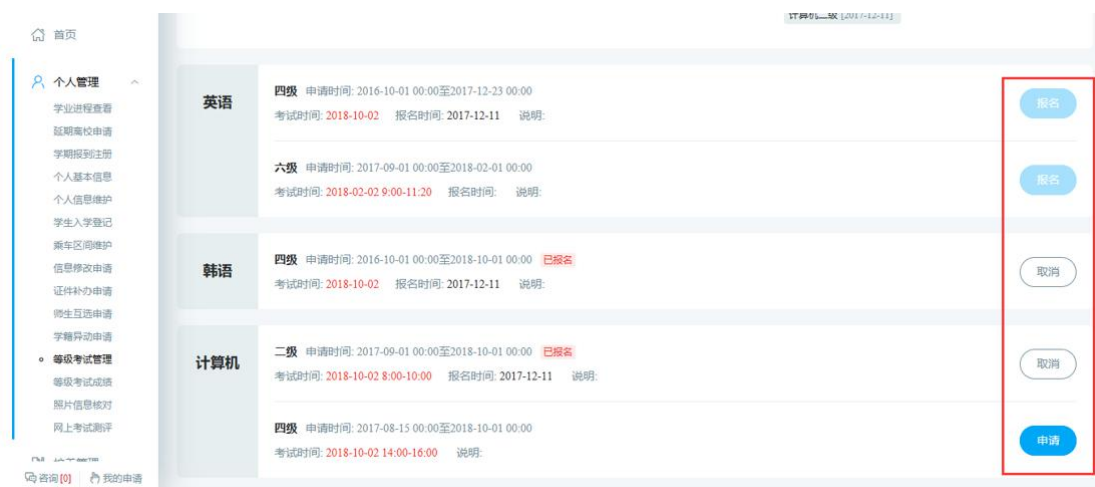 计算机二级 [2017-12-11]
首页
个人管理
学业进程查看
延期离校申请
学期报到注册
个人基本信息
个人信息维护
学生入学登记
乘车区间维护
信息修改申请
证件补办申请
师生互选申请
学籍异动申请
等级考试管理
等级考试成绩
照片信息核对
网上考试测评
咨询[0] 我的申请
英语
四级 申请时间: 2016-10-01 00:00至2017-12-23 00:00
考试时间: 2018-10-02 报名时间: 2017-12-11 说明:
报名
六级 申请时间: 2017-09-01 00:00至2018-02-01 00:00
考试时间: 2018-02-02 9:00-11:20 报名时间: 说明:
报名
韩语
四级 申请时间: 2016-10-01 00:00至2018-10-01 00:00 已报名
考试时间: 2018-10-02 报名时间: 2017-12-11 说明:
取消
计算机
二级 申请时间: 2017-09-01 00:00至2018-10-01 00:00 已报名
考试时间: 2018-10-02 8:00-10:00 报名时间: 2017-12-11 说明:
取消
四级 申请时间: 2017-08-15 00:00至2018-10-01 00:00
考试时间: 2018-10-02 14:00-16:00 说明:
申请